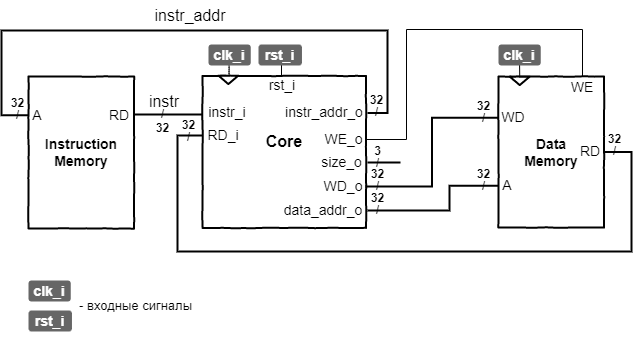 instr_addr
clk_i
rst_i
clk_i
32
A
RD
Instruction
Memory
instr
32
32
rst_i
instr_i
RD_i
Core
instr_addr_o
32
WE_o
size_o
3
WD_o
32
data_addr_o
32
WE
32
WD
Data
Memory
RD
32
32
A
clk_i
rst_i
- входные сигналы